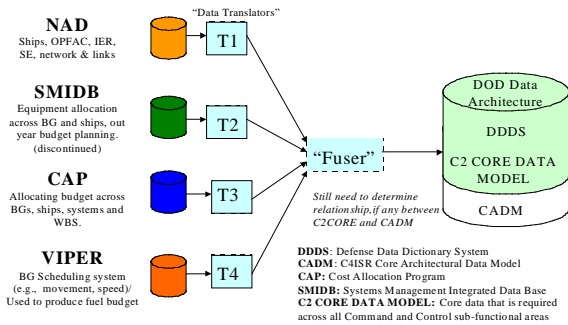 “Data Translators”
NAD
Ships, OPFAC, IER,
SE, network & links
T1
SMIDB
Equipment allocation
across BG and ships, out
year budget planning.
(discontinued)
T2
CAP
Allocating budget across
BGs, ships, systems and
WBS.
T3
VIPER
BG Scheduling system
(e.g., movement, speed)/
Used to produce fuel budget
T4
“Fuser”
DOD Data
Architecture
DDDS
C2 CORE DATA
MODEL
CADM
Still need to determine
relationship, if any between
C2CORE and CADM
DDDS: Defense Data Dictionary System
CADM: C4ISR Core Architectural Data Model
CAP: Cost Allocation Program
SMIDB: Systems Management Integrated Data Base
C2 CORE DATA MODEL: Core data that is required
across all Command and Control sub-functional areas